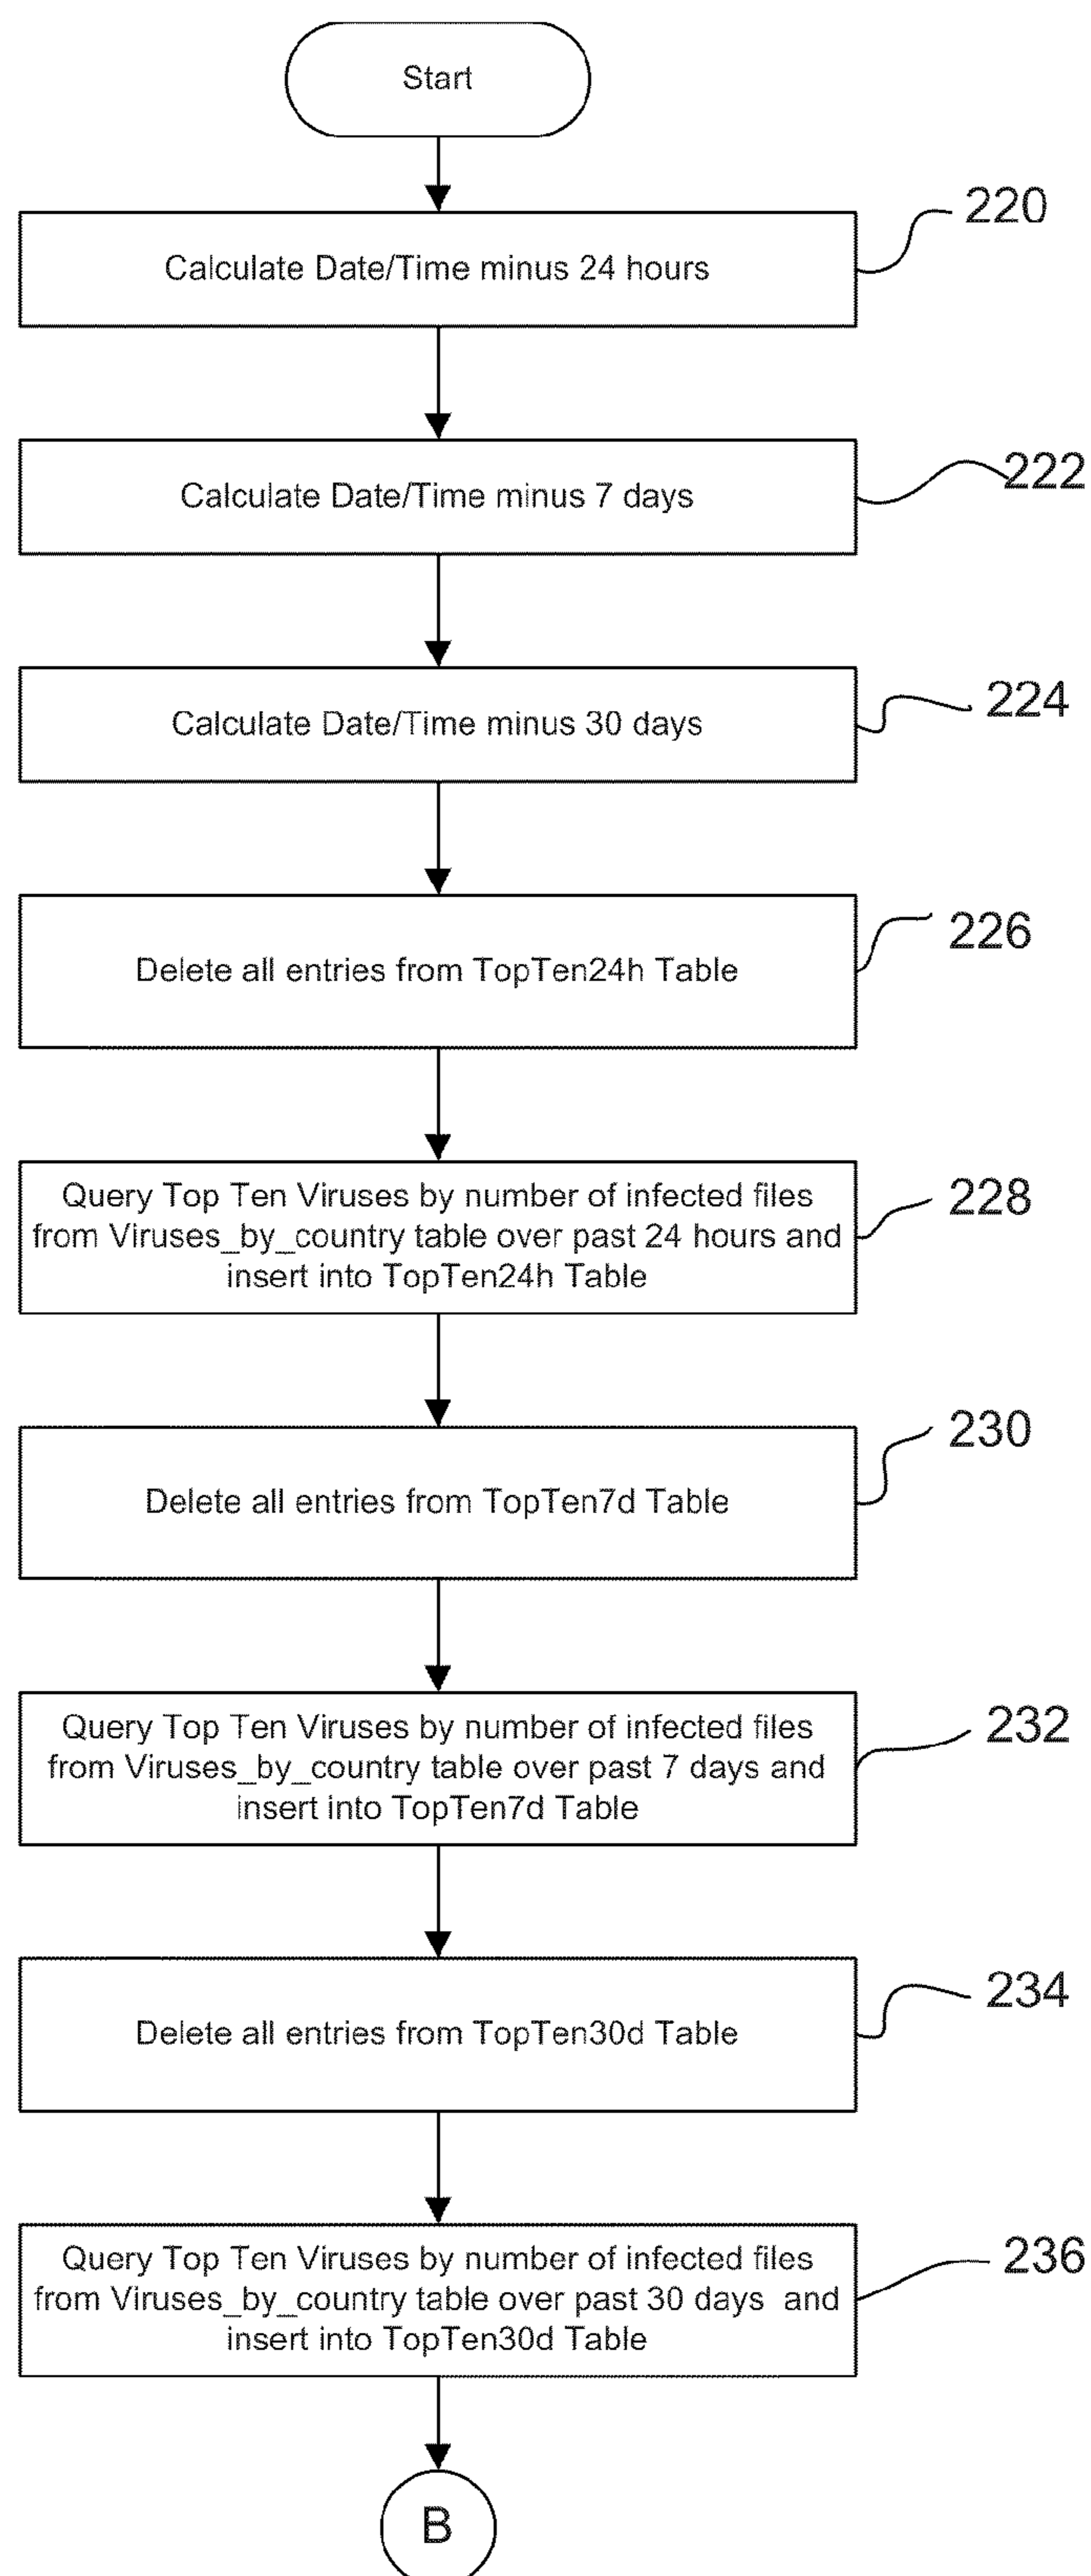 Start
220
Calculate Date/Time minus 24 hours
222
Calculate Date/Time minus 7 days
224
Calculate Date/Time minus 30 days
226
Delete all entries from TopTen24h Table
228
Query Top Ten Viruses by number of infected files
from Viruses_by_country table over past 24 hours and
insert into TopTen24h Table
230
Delete all entries from TopTen7d Table
232
Query Top Ten Viruses by number of infected files
from Viruses_by_country table over past 7 days and
insert into TopTen7d Table
234
Delete all entries from TopTen30d Table
236
Query Top Ten Viruses by number of infected files
from Viruses_by_country table over past 30 days and
insert into TopTen30d Table
B